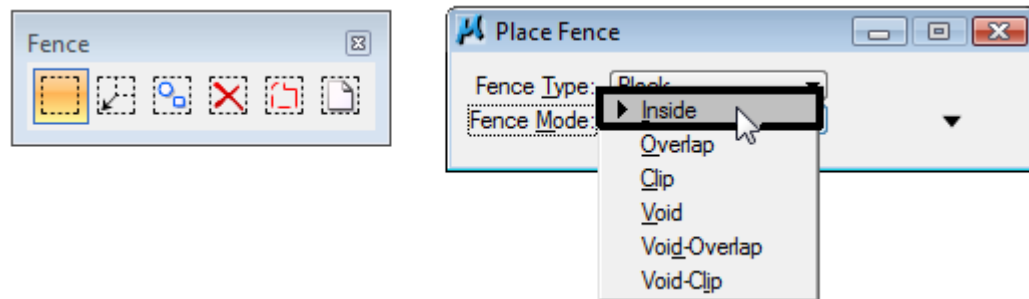 Fence
Place Fence
Fence Type: Block
Fence Mode: Inside
Overlap
Clip
Void
Void-Overlap
Void-Clip